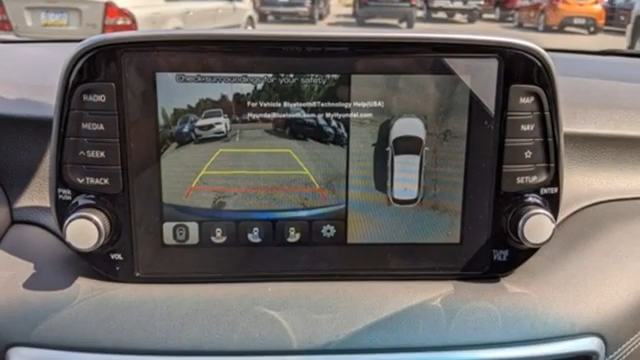 Check surroundings for your safety
For Vehicle Bluetooth®Technology Help(USA)
HyundaiBluetooth.com or MyHyundai.com
RADIO
MEDIA
SEEK
TRACK
PWR
PUSH
VOL
MAP
NAV
SETUP
ENTER
TUNE
FILE